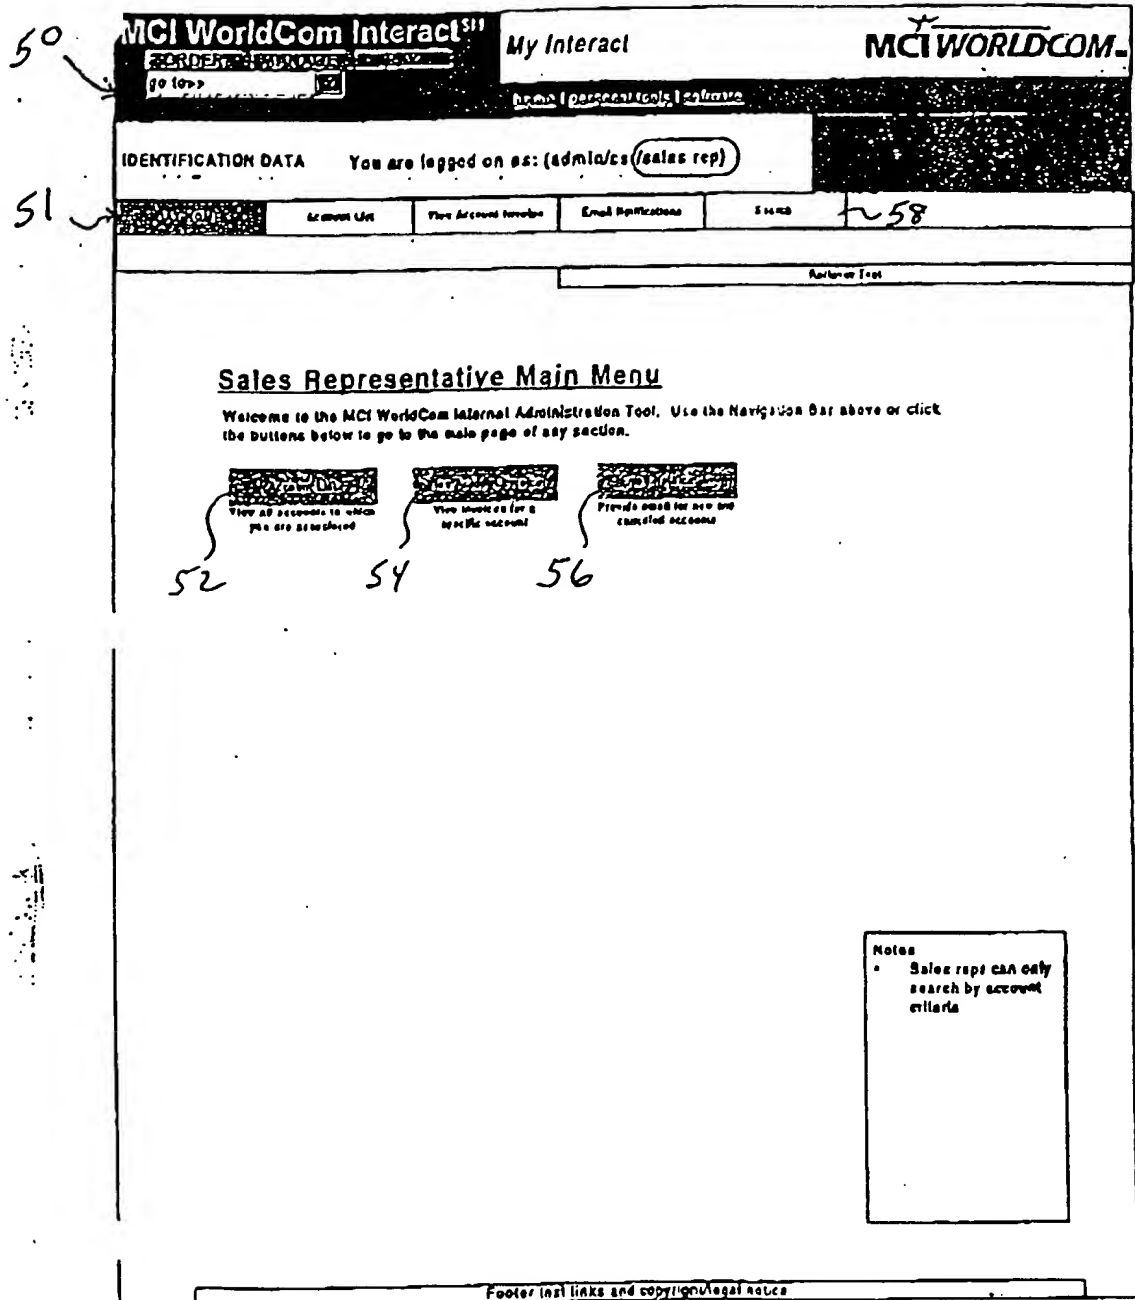 50
MCI WorldCom Interact SM
My Interact
MCI WORLDCOM
ORDER MANAGE
go to>>
home | personal tools | software
IDENTIFICATION DATA You are logged on as: (admin/cs /sales rep)
51
Account List View Account Invoice Email Notifications Search 58
Sales Representative Main Menu
Welcome to the MCI WorldCom Internal Administration Tool. Use the Navigation Bar above or click
the buttons below to go to the main page of any section.
View all accounts to which
you are associated
View invoices for a
specific account
Provide email for new and
cancelled accounts
52 54 56
Notes
• Sales reps can only
search by account
criteria
Footer links and copyright/legal notice